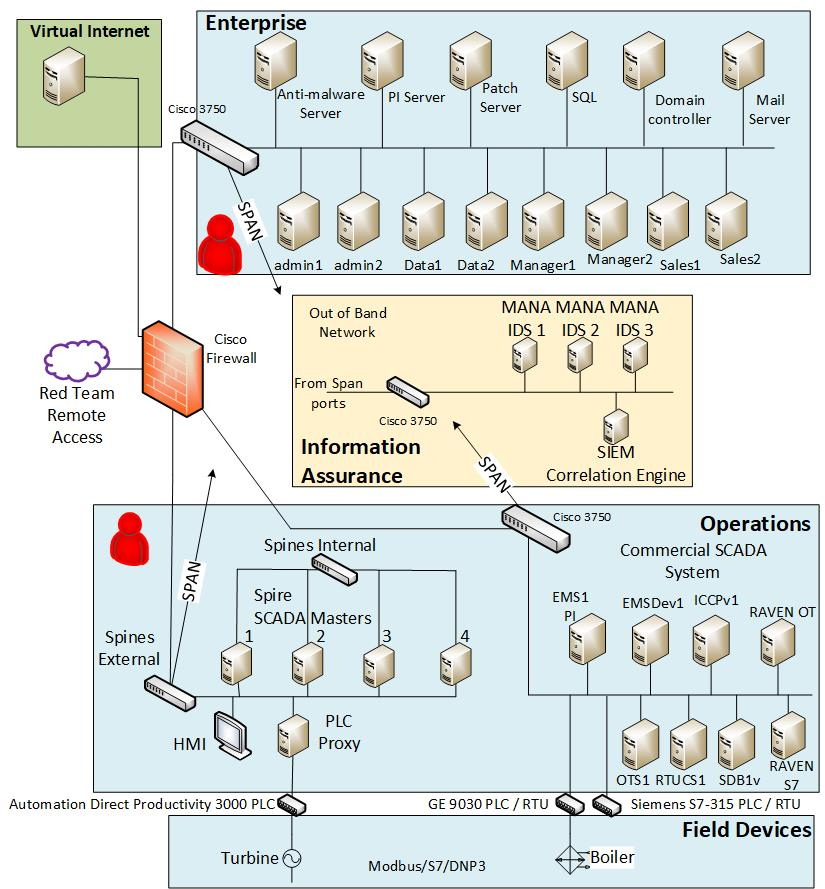 Virtual Internet
Enterprise
Anti-malware
Server
PI Server
Patch
Server
SQL
Domain
controller
Mail
Server
Cisco 3750
SPAN
admin1
admin2
Data1
Data2
Manager1
Manager2
Sales1
Sales2
Cisco
Firewall
Red Team
Remote
Access
Out of Band
Network
MANA MANA MANA
IDS 1 IDS 2 IDS 3
From Span
ports
Cisco 3750
SIEM
Correlation Engine
Information
Assurance
SPAN
Cisco 3750
Operations
Commercial SCADA
System
Spines Internal
SPAN
Spire
SCADA Masters
1
2
3
4
Spines
External
HMI
PLC
Proxy
EMS1
PI
EMSDev1
ICCPv1
RAVEN OT
OTS1
RTUCS1
SDB1v
RAVEN
S7
Automation Direct Productivity 3000 PLC
GE 9030 PLC / RTU
Siemens S7-315 PLC / RTU
Field Devices
Turbine
Modbus/S7/DNP3
Boiler